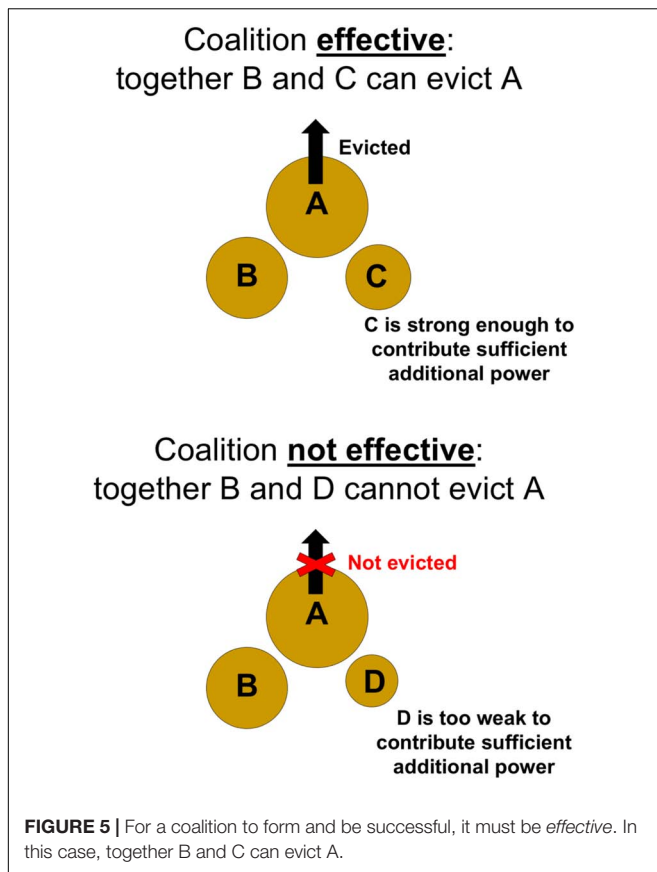 Coalition effective:
together B and C can evict A
Evicted
A
B
C
C is strong enough to
contribute sufficient
additional power
Coalition not effective:
together B and D cannot evict A
Not evicted
A
B
D
D is too weak to
contribute sufficient
additional power
FIGURE 5 | For a coalition to form and be successful, it must be effective. In
this case, together B and C can evict A.